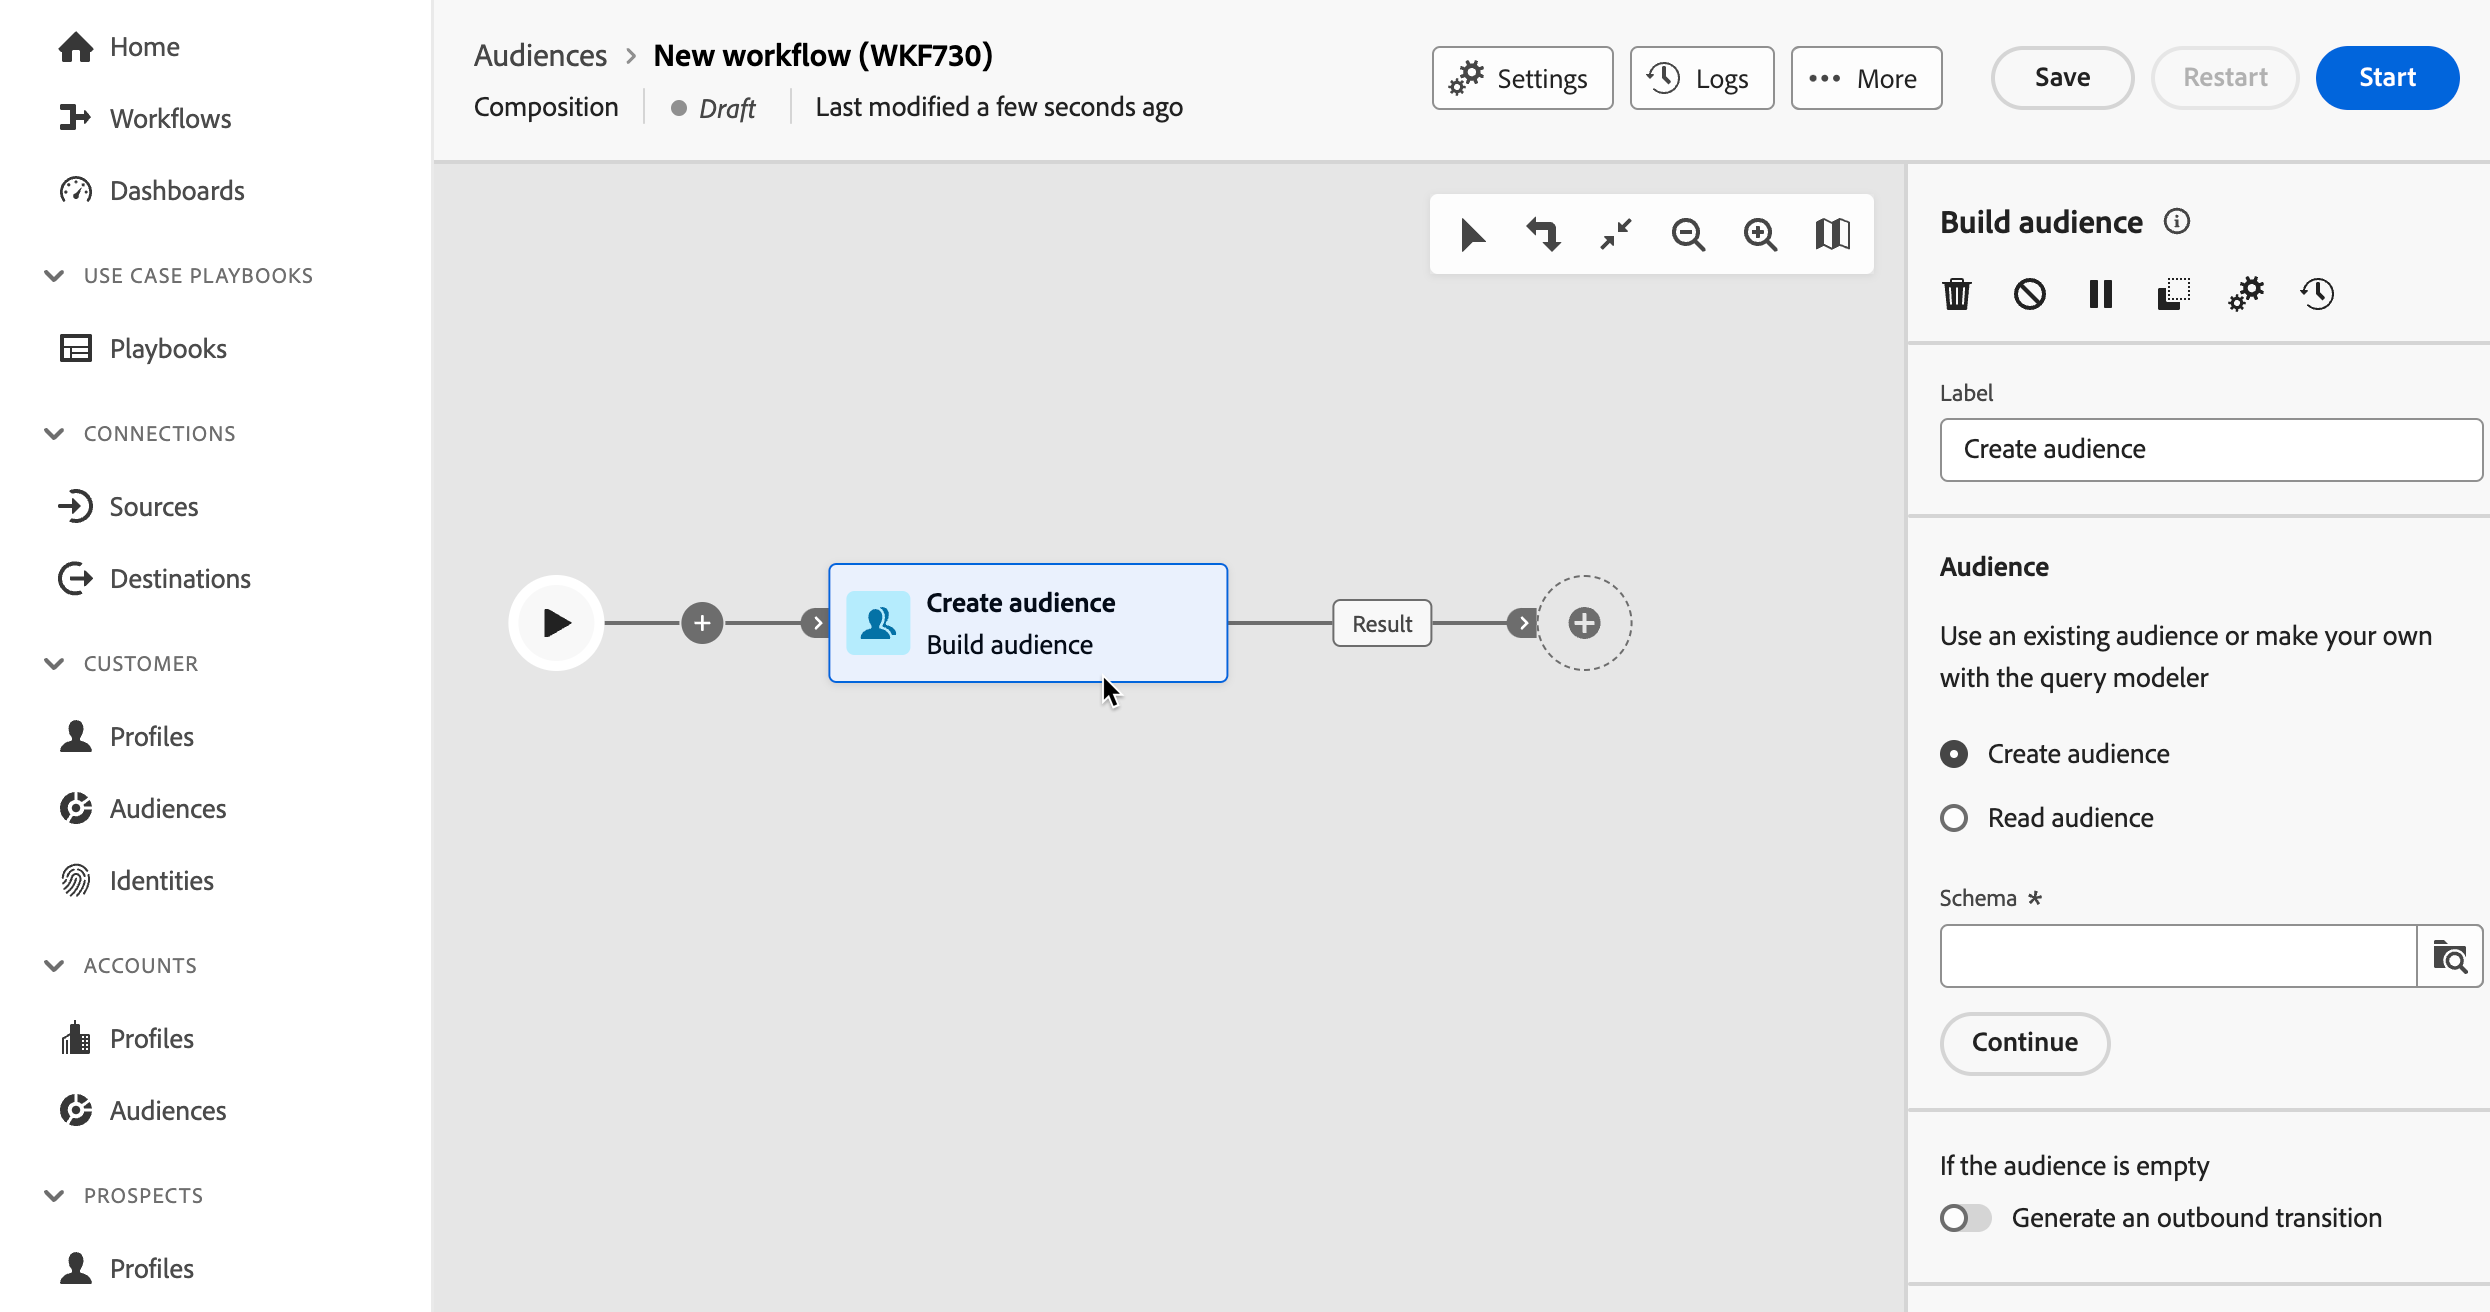 Home
Workflows
Dashboards
USE CASE PLAYBOOKS
Playbooks
CONNECTIONS
Sources
Destinations
CUSTOMER
Profiles
Audiences
Identities
ACCOUNTS
Profiles
Audiences
PROSPECTS
Profiles
Audiences > New workflow (WKF730)
Composition Draft Last modified a few seconds ago
Settings Logs More Save Restart Start
Create audience
Build audience
Result
Build audience
Label
Create audience
Audience
Use an existing audience or make your own
with the query modeler
Create audience
Read audience
Schema *
Continue
If the audience is empty
Generate an outbound transition